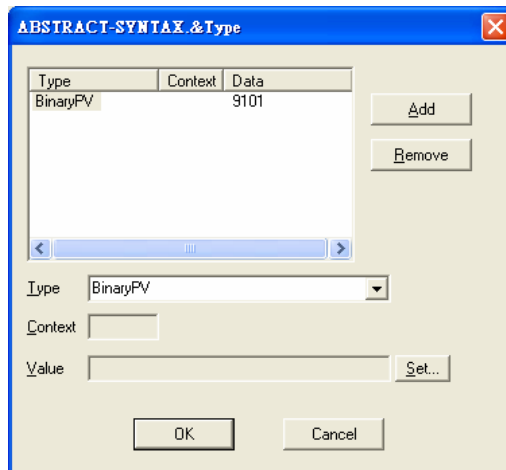 ABSTRACT-SYNTAX.&Type
Type Context Data
BinaryPV 9101
Add
Remove
Type BinaryPV
Context
Value Set...
OK Cancel